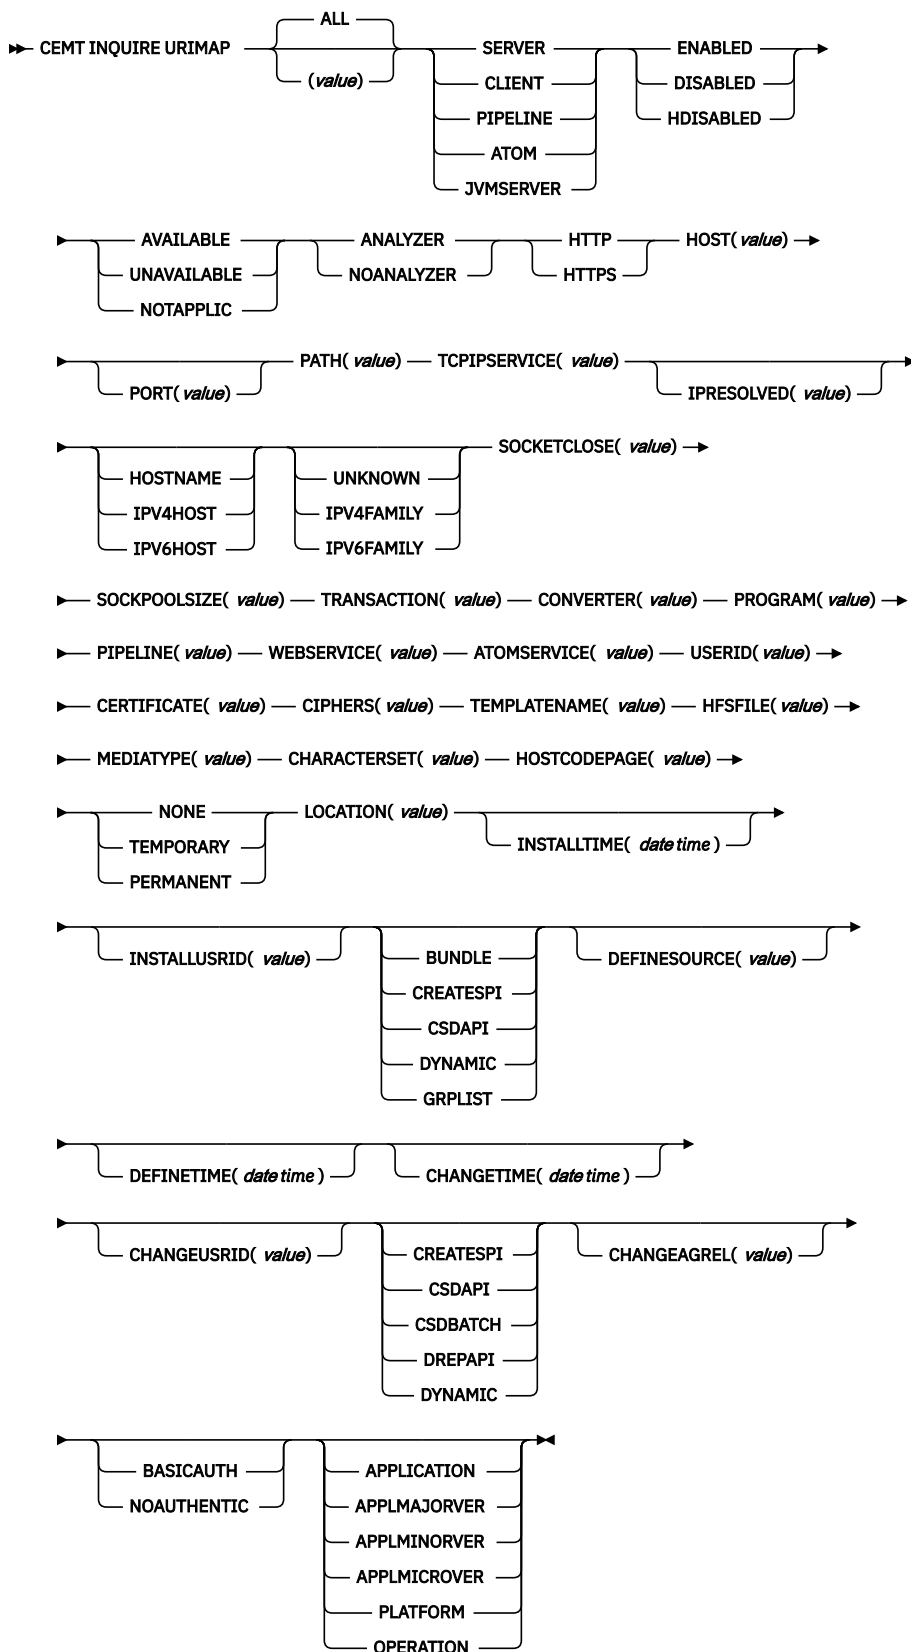 ALL
CEMT INQUIRE URIMAP SERVER ENABLED
(value) CLIENT DISABLED
PIPELINE HDISABLED
ATOM
JVMSERVER
AVAILABLE ANALYZER HTTP HOST(value)
UNAVAILABLE NOANALYZER HTTPS
NOTAPPLIC
PATH( value) TCPIPSERVICE( value)
PORT( value) IPRESOLVED( value)
SOCKETCLOSE( value)
HOSTNAME UNKNOWN
IPV4HOST IPV4FAMILY
IPV6HOST IPV6FAMILY
SOCKPOOLSIZE( value) TRANSACTION( value) CONVERTER( value) PROGRAM( value)
PIPELINE( value) WEBSERVICE( value) ATOMSERVICE( value) USERID( value)
CERTIFICATE( value) CIPHERS( value) TEMPLATENAME( value) HFSFILE( value)
MEDIATYPE( value) CHARACTERSET( value) HOSTCODEPAGE( value)
NONE LOCATION( value)
TEMPORARY INSTALLTIME( date time )
PERMANENT
INSTALLUSRID( value) BUNDLE DEFINESOURCE( value)
CREATESPI
CSDAPI
DYNAMIC
GRPLIST
DEFINETIME( date time ) CHANGETIME( date time )
CHANGEUSRID( value) CREATESPI CHANGEAGREL( value)
CSDAPI
CSDBATCH
DREPAPI
DYNAMIC
BASICAUTH APPLICATION
NOAUTHENTIC APPLMAJORVER
APPLMINORVER
APPLMICROVER
PLATFORM
OPERATION